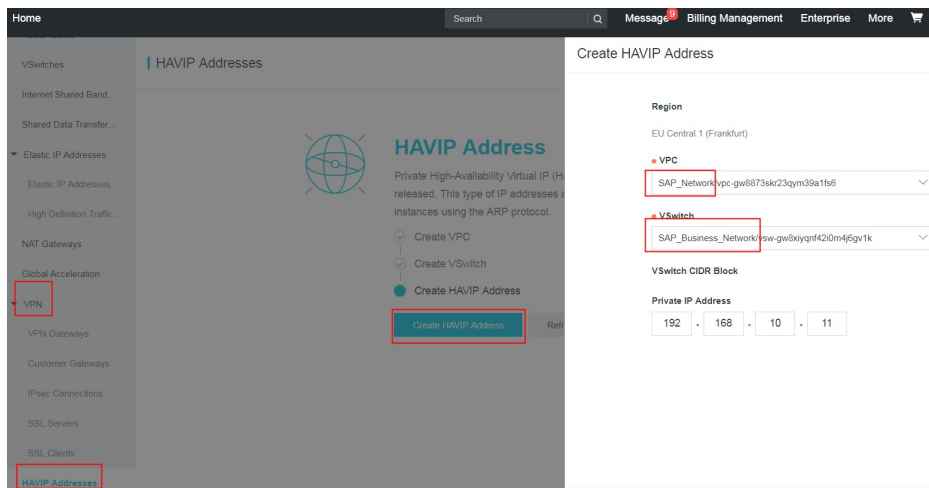 Home
Search
Message 9
Billing Management
Enterprise
More
VSwitches
Internet Shared Band...
Shared Data Transfer...
Elastic IP Addresses
Elastic IP Addresses
High Definition Traffic...
NAT Gateways
Global Acceleration
VPN
VPN Gateways
Customer Gateways
IPsec Connections
SSL Servers
SSL Clients
HAVIP Addresses
HAVIP Addresses
HAVIP Address
Private High-Availability Virtual IP (H
released. This type of IP addresses a
instances using the ARP protocol.
Create VPC
Create VSwitch
Create HAVIP Address
Create HAVIP Address
Refr
Create HAVIP Address
Region
EU Central 1 (Frankfurt)
VPC
SAP_Network/vpc-gw8873skr23qym39a1fs6
VSwitch
SAP_Business_Network/vsw-gw8xiyqnf42i0m4j6gv1k
VSwitch CIDR Block
Private IP Address
192 . 168 . 10 . 11